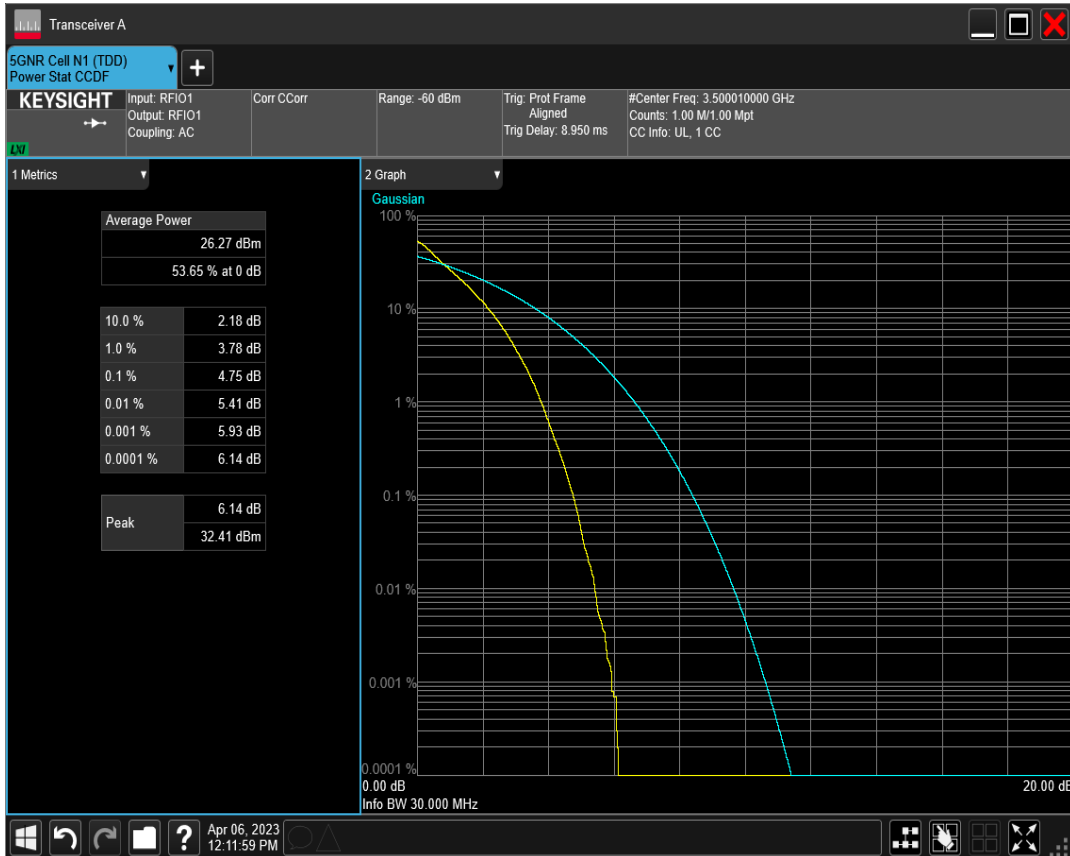 Transceiver A
5GNR Cell N1 (TDD)
Power Stat CCDF
KEYSIGHT
LXI
Input: RFIO1
Output: RFIO1
Coupling: AC
Corr CCorr
Range: -60 dBm
Trig: Prot Frame
Aligned
Trig Delay: 8.950 ms
#Center Freq: 3.500010000 GHz
Counts: 1.00 M/1.00 Mpt
CC Info: UL, 1 CC
1 Metrics
Average Power
26.27 dBm
53.65 % at 0 dB
10.0 % 2.18 dB
1.0 % 3.78 dB
0.1 % 4.75 dB
0.01 % 5.41 dB
0.001 % 5.93 dB
0.0001 % 6.14 dB
Peak
6.14 dB
32.41 dBm
2 Graph
Gaussian
100 %
10 %
1 %
0.1 %
0.01 %
0.001 %
0.0001 %
0.00 dB 20.00 dB
Info BW 30.000 MHz
Apr 06, 2023
12:11:59 PM